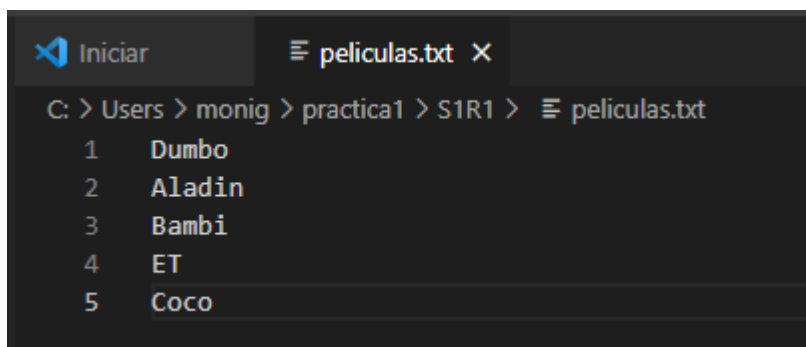 Iniciar peliculas.txt
C: > Users > monig > practica1 > S1R1 > peliculas.txt
1 Dumbo
2 Aladin
3 Bambi
4 ET
5 Coco